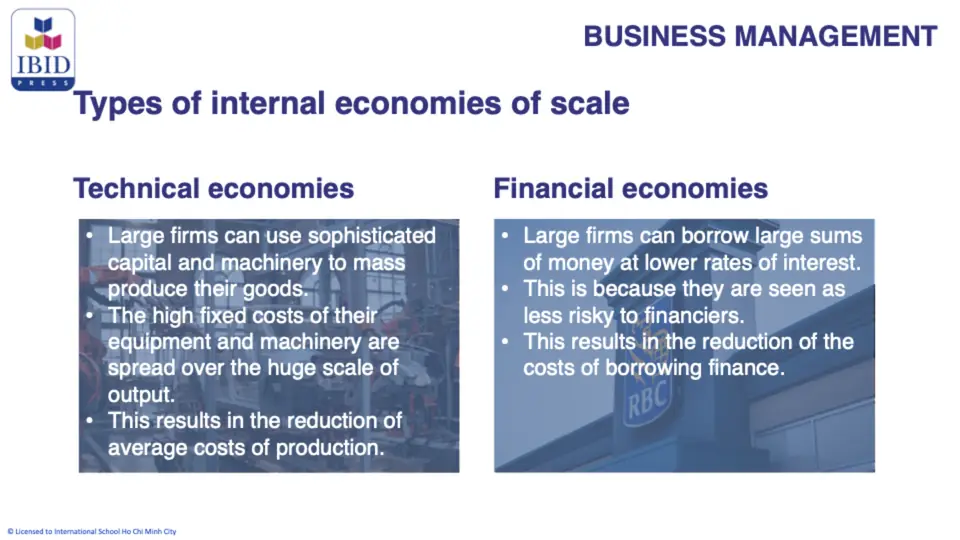 IBID
PRESS
BUSINESS MANAGEMENT
Types of internal economies of scale
Technical economies
• Large firms can use sophisticated
capital and machinery to mass
produce their goods.
• The high fixed costs of their
equipment and machinery are
spread over the huge scale of
output.
• This results in the reduction of
average costs of production.
Financial economies
• Large firms can borrow large sums
of money at lower rates of interest.
• This is because they are seen as
less risky to financiers.
• This results in the reduction of the
costs of borrowing finance.
RBC
© Licensed to International School Ho Chi Minh City